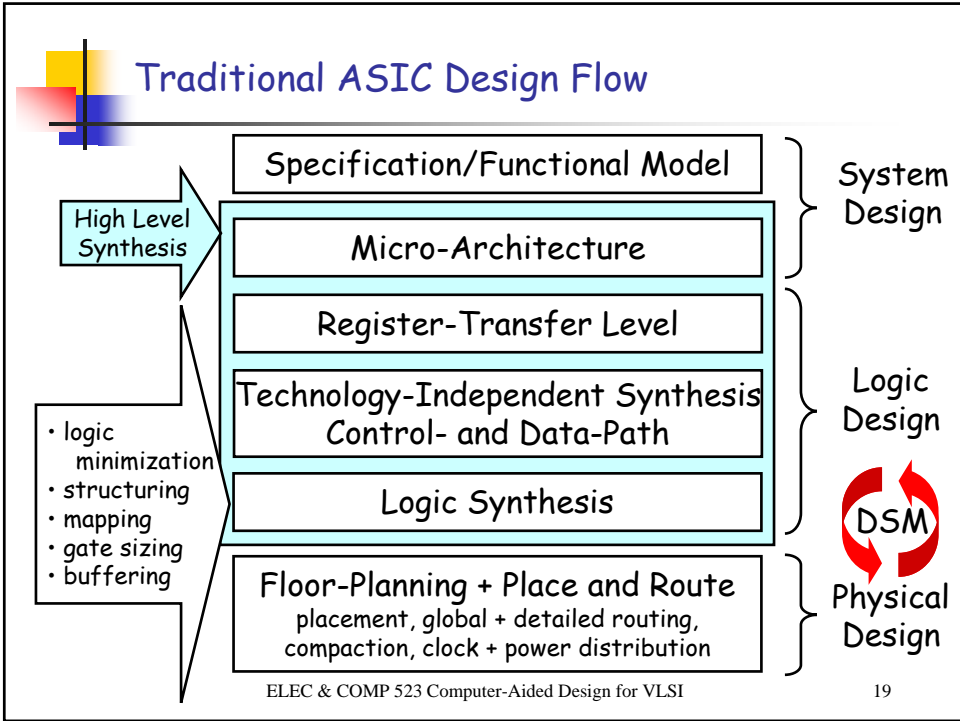 Traditional ASIC Design Flow
Specification/Functional Model
System
Design
High Level
Synthesis
Micro-Architecture
Register-Transfer Level
Technology-Independent Synthesis
Control- and Data-Path
Logic
Design
• logic
minimization
• structuring
• mapping
• gate sizing
• buffering
Logic Synthesis
DSM
Floor-Planning + Place and Route
placement, global + detailed routing,
compaction, clock + power distribution
Physical
Design
ELEC & COMP 523 Computer-Aided Design for VLSI
19